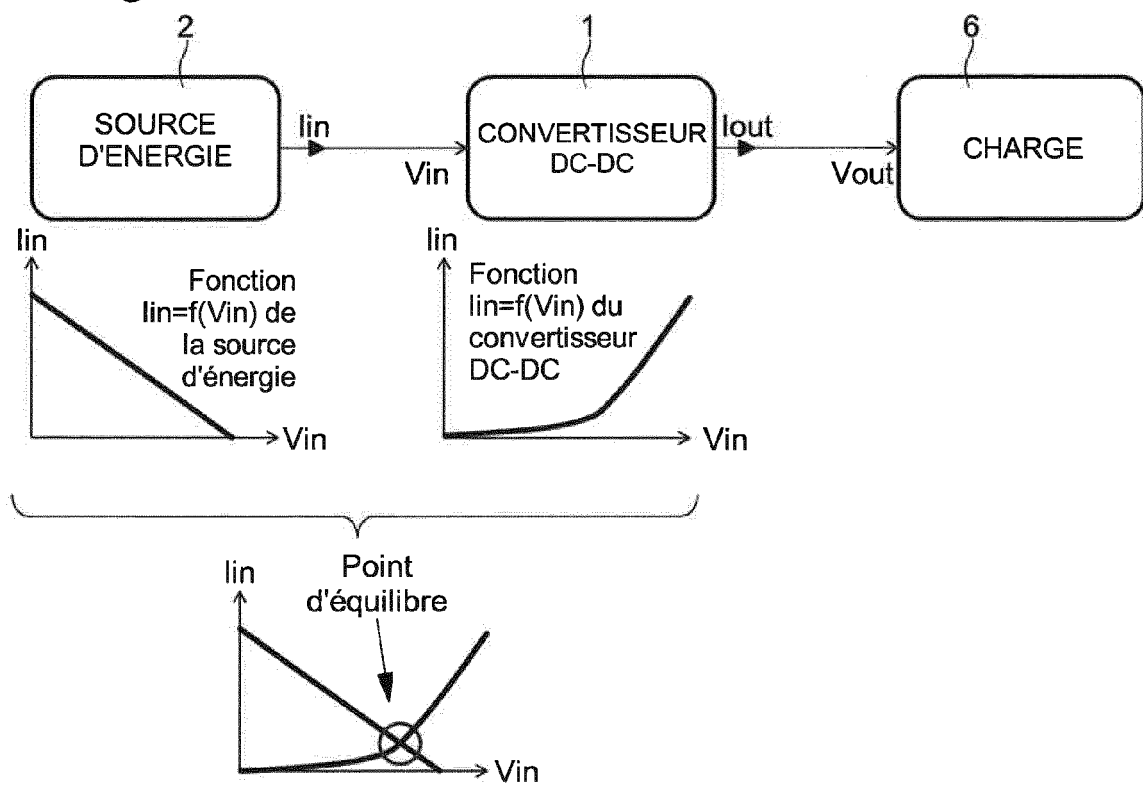 2
1
6
SOURCE
D'ENERGIE
Iin
Vin
CONVERTISSEUR
DC-DC
Iout
Vout
CHARGE
Iin
Fonction
Iin=f(Vin) de
la source
d'énergie
Vin
Iin
Fonction
Iin=f(Vin) du
convertisseur
DC-DC
Vin
Iin
Point
d'équilibre
Vin